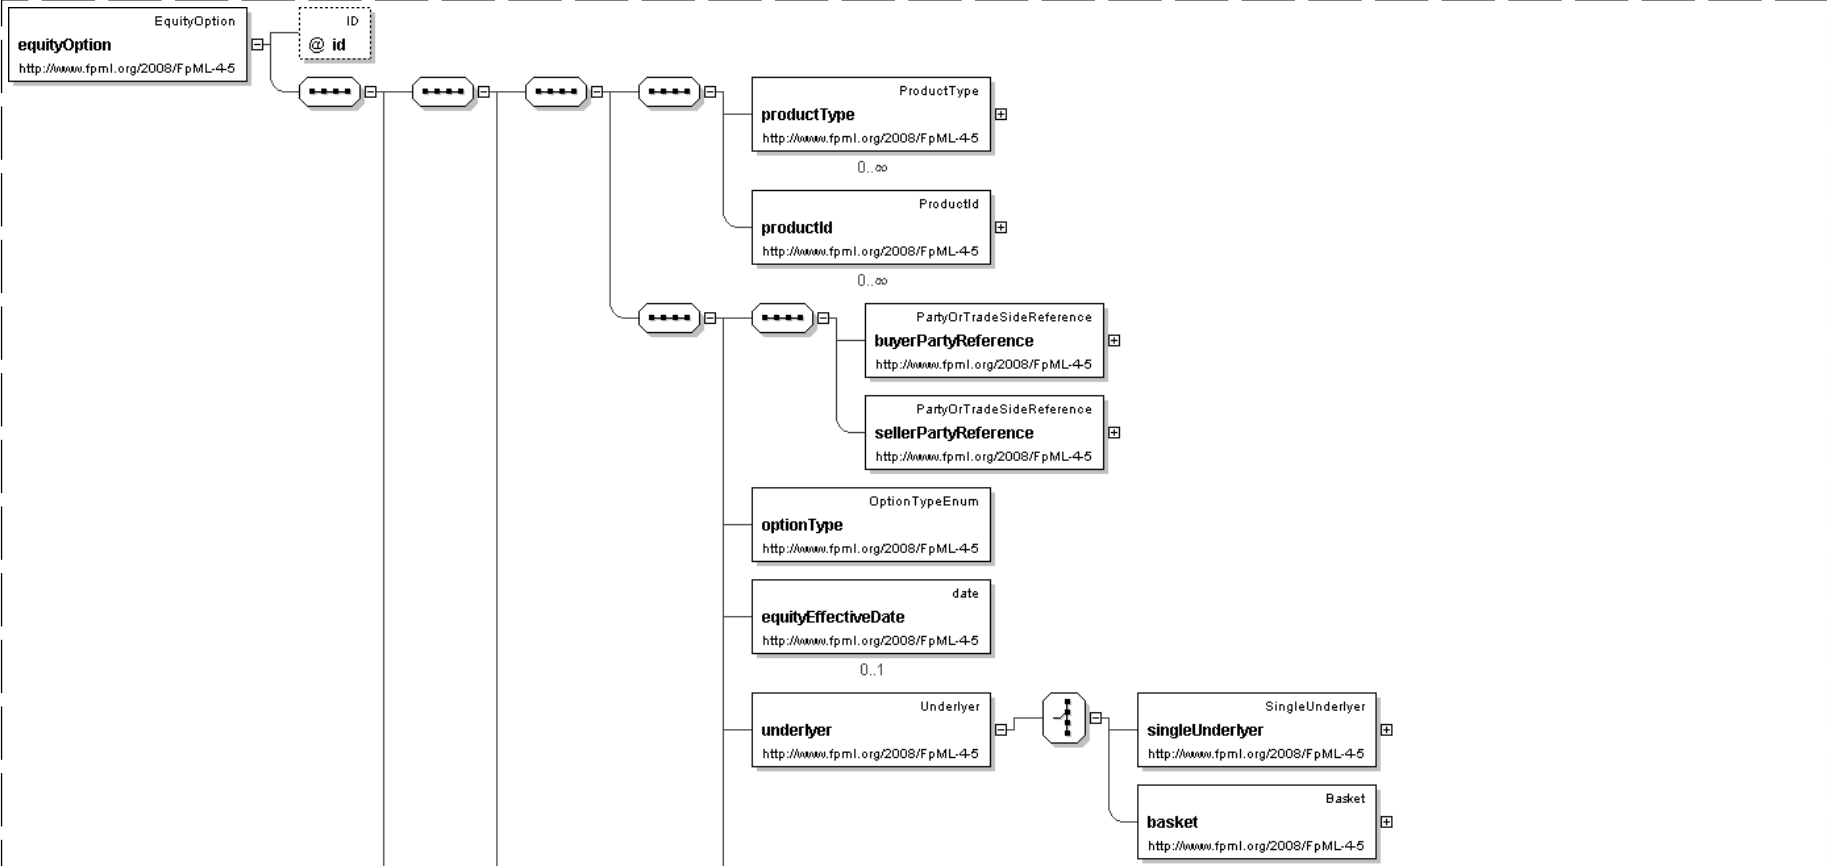 EquityOption
equityOption
http://www.fpml.org/2008/FpML-4-5
ID
@ id
ProductType
productType
http://www.fpml.org/2008/FpML-4-5
0..∞
ProductId
productId
http://www.fpml.org/2008/FpML-4-5
0..∞
PartyOrTradeSideReference
buyerPartyReference
http://www.fpml.org/2008/FpML-4-5
PartyOrTradeSideReference
sellerPartyReference
http://www.fpml.org/2008/FpML-4-5
OptionTypeEnum
optionType
http://www.fpml.org/2008/FpML-4-5
date
equityEffectiveDate
http://www.fpml.org/2008/FpML-4-5
0..1
Underlyer
underlyer
http://www.fpml.org/2008/FpML-4-5
SingleUnderlyer
singleUnderlyer
http://www.fpml.org/2008/FpML-4-5
Basket
basket
http://www.fpml.org/2008/FpML-4-5